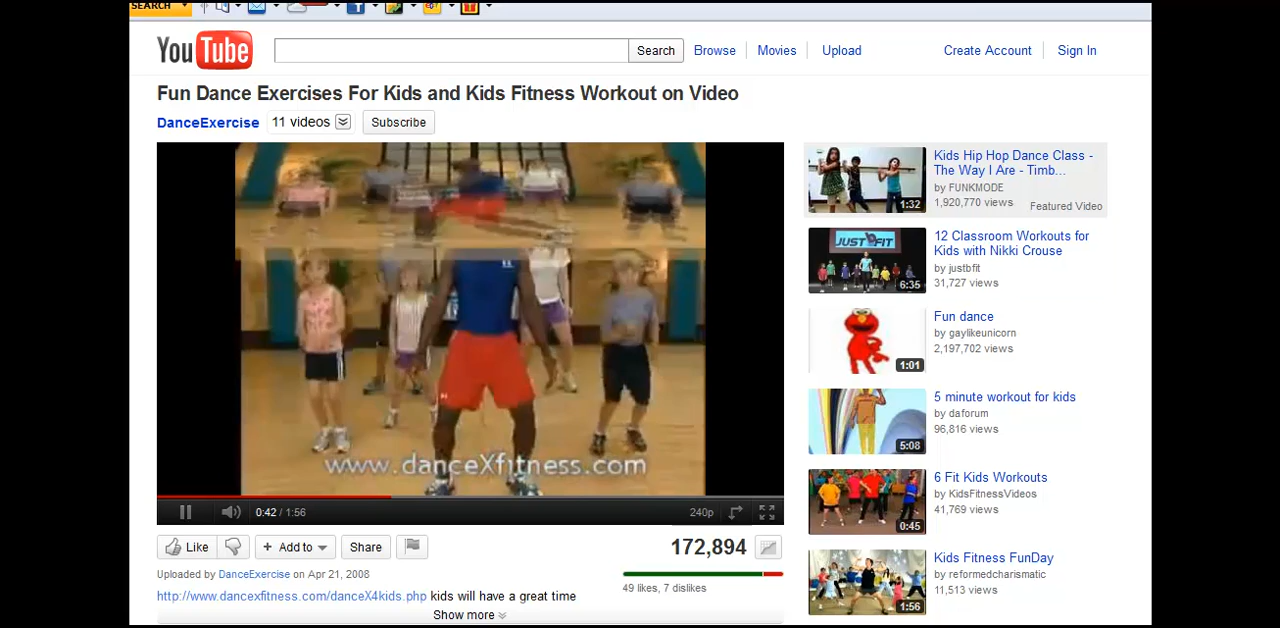 SEARCH
YouTube
Search
Browse
Movies
Upload
Create Account
Sign In
Fun Dance Exercises For Kids and Kids Fitness Workout on Video
DanceExercise
11 videos
Subscribe
www.danceXfitness.com
0:42 / 1:56
240p
Like
Add to
Share
172,894
Uploaded by DanceExercise on Apr 21, 2008
49 likes, 7 dislikes
http://www.dancexfitness.com/danceX4kids.php kids will have a great time
Show more
1:32
Kids Hip Hop Dance Class -
The Way I Are - Timb...
by FUNKMODE
1,920,770 views
Featured Video
JUST B FIT
6:35
12 Classroom Workouts for
Kids with Nikki Crouse
by justbfit
31,727 views
1:01
Fun dance
by gaylikeunicorn
2,197,702 views
5:08
5 minute workout for kids
by daforum
96,816 views
0:45
6 Fit Kids Workouts
by KidsFitnessVideos
41,769 views
1:56
Kids Fitness FunDay
by reformedcharismatic
11,513 views